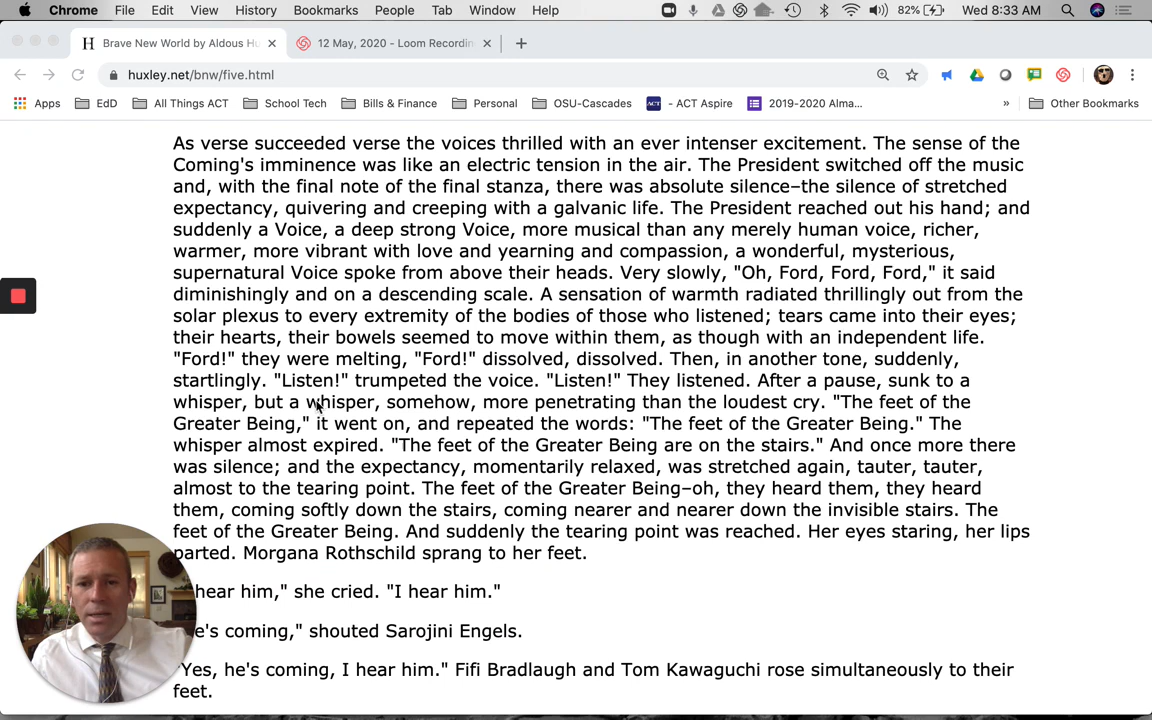 Chrome File Edit View History Bookmarks People Tab Window Help 82% Wed 8:33 AM
H Brave New World by Aldous Hu 12 May, 2020 - Loom Recordin
huxley.net/bnw/five.html
Apps EdD All Things ACT School Tech Bills & Finance Personal OSU-Cascades ACT - ACT Aspire 2019-2020 Alma... » Other Bookmarks
As verse succeeded verse the voices thrilled with an ever intenser excitement. The sense of the
Coming's imminence was like an electric tension in the air. The President switched off the music
and, with the final note of the final stanza, there was absolute silence–the silence of stretched
expectancy, quivering and creeping with a galvanic life. The President reached out his hand; and
suddenly a Voice, a deep strong Voice, more musical than any merely human voice, richer,
warmer, more vibrant with love and yearning and compassion, a wonderful, mysterious,
supernatural Voice spoke from above their heads. Very slowly, "Oh, Ford, Ford, Ford," it said
diminishingly and on a descending scale. A sensation of warmth radiated thrillingly out from the
solar plexus to every extremity of the bodies of those who listened; tears came into their eyes;
their hearts, their bowels seemed to move within them, as though with an independent life.
"Ford!" they were melting, "Ford!" dissolved, dissolved. Then, in another tone, suddenly,
startlingly. "Listen!" trumpeted the voice. "Listen!" They listened. After a pause, sunk to a
whisper, but a whisper, somehow, more penetrating than the loudest cry. "The feet of the
Greater Being," it went on, and repeated the words: "The feet of the Greater Being." The
whisper almost expired. "The feet of the Greater Being are on the stairs." And once more there
was silence; and the expectancy, momentarily relaxed, was stretched again, tauter, tauter,
almost to the tearing point. The feet of the Greater Being–oh, they heard them, they heard
them, coming softly down the stairs, coming nearer and nearer down the invisible stairs. The
feet of the Greater Being. And suddenly the tearing point was reached. Her eyes staring, her lips
parted. Morgana Rothschild sprang to her feet.
hear him," she cried. "I hear him."
e's coming," shouted Sarojini Engels.
"Yes, he's coming, I hear him." Fifi Bradlaugh and Tom Kawaguchi rose simultaneously to their
feet.